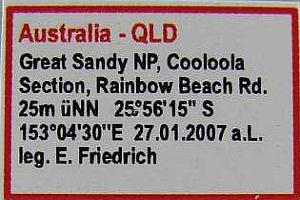 Australia - QLD
Great Sandy NP, Cooloola
Section, Rainbow Beach Rd.
25m üNN 25°56'15" S
153°04'30"E 27.01.2007 a.L.
leg. E. Friedrich